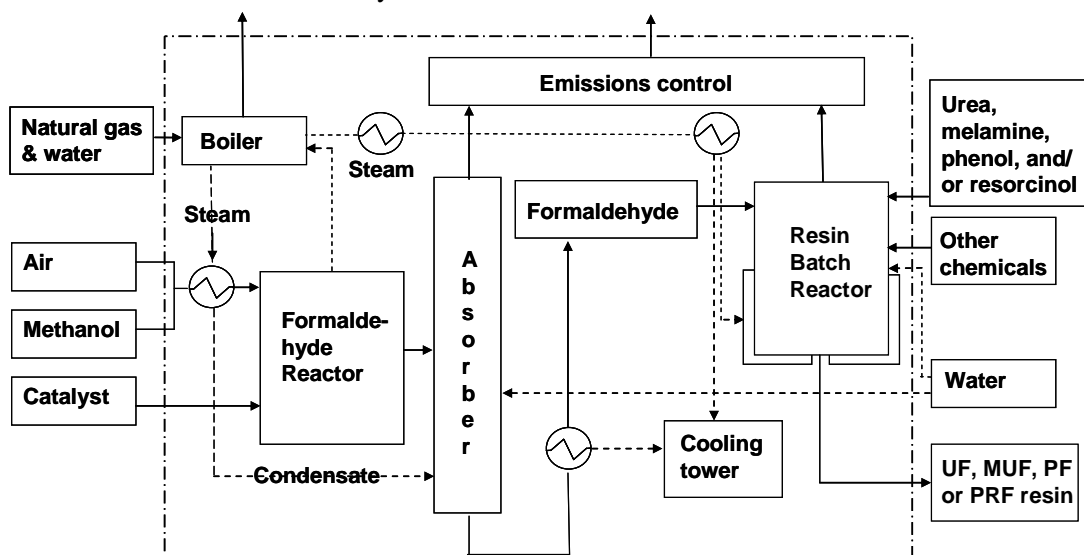 Emissions control
Natural gas
& water
Boiler
Steam
Urea,
melamine,
phenol, and/
or resorcinol
Steam
Formaldehyde
Resin
Batch
Reactor
Other
chemicals
Air
Methanol
Catalyst
Formalde-
hyde
Reactor
A
b
s
o
r
b
e
r
Water
Condensate
Cooling
tower
UF, MUF, PF
or PRF resin